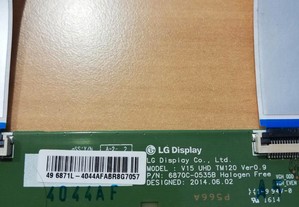 LG Display
LG Display Co., Ltd.
MODEL : V15 UHD TM120 Ver0.9
P/N: 6870C-0535B Halogen Free
DESIGNED: 2014.06.02
49 6871L-4044AFABR8G7057
4044AF